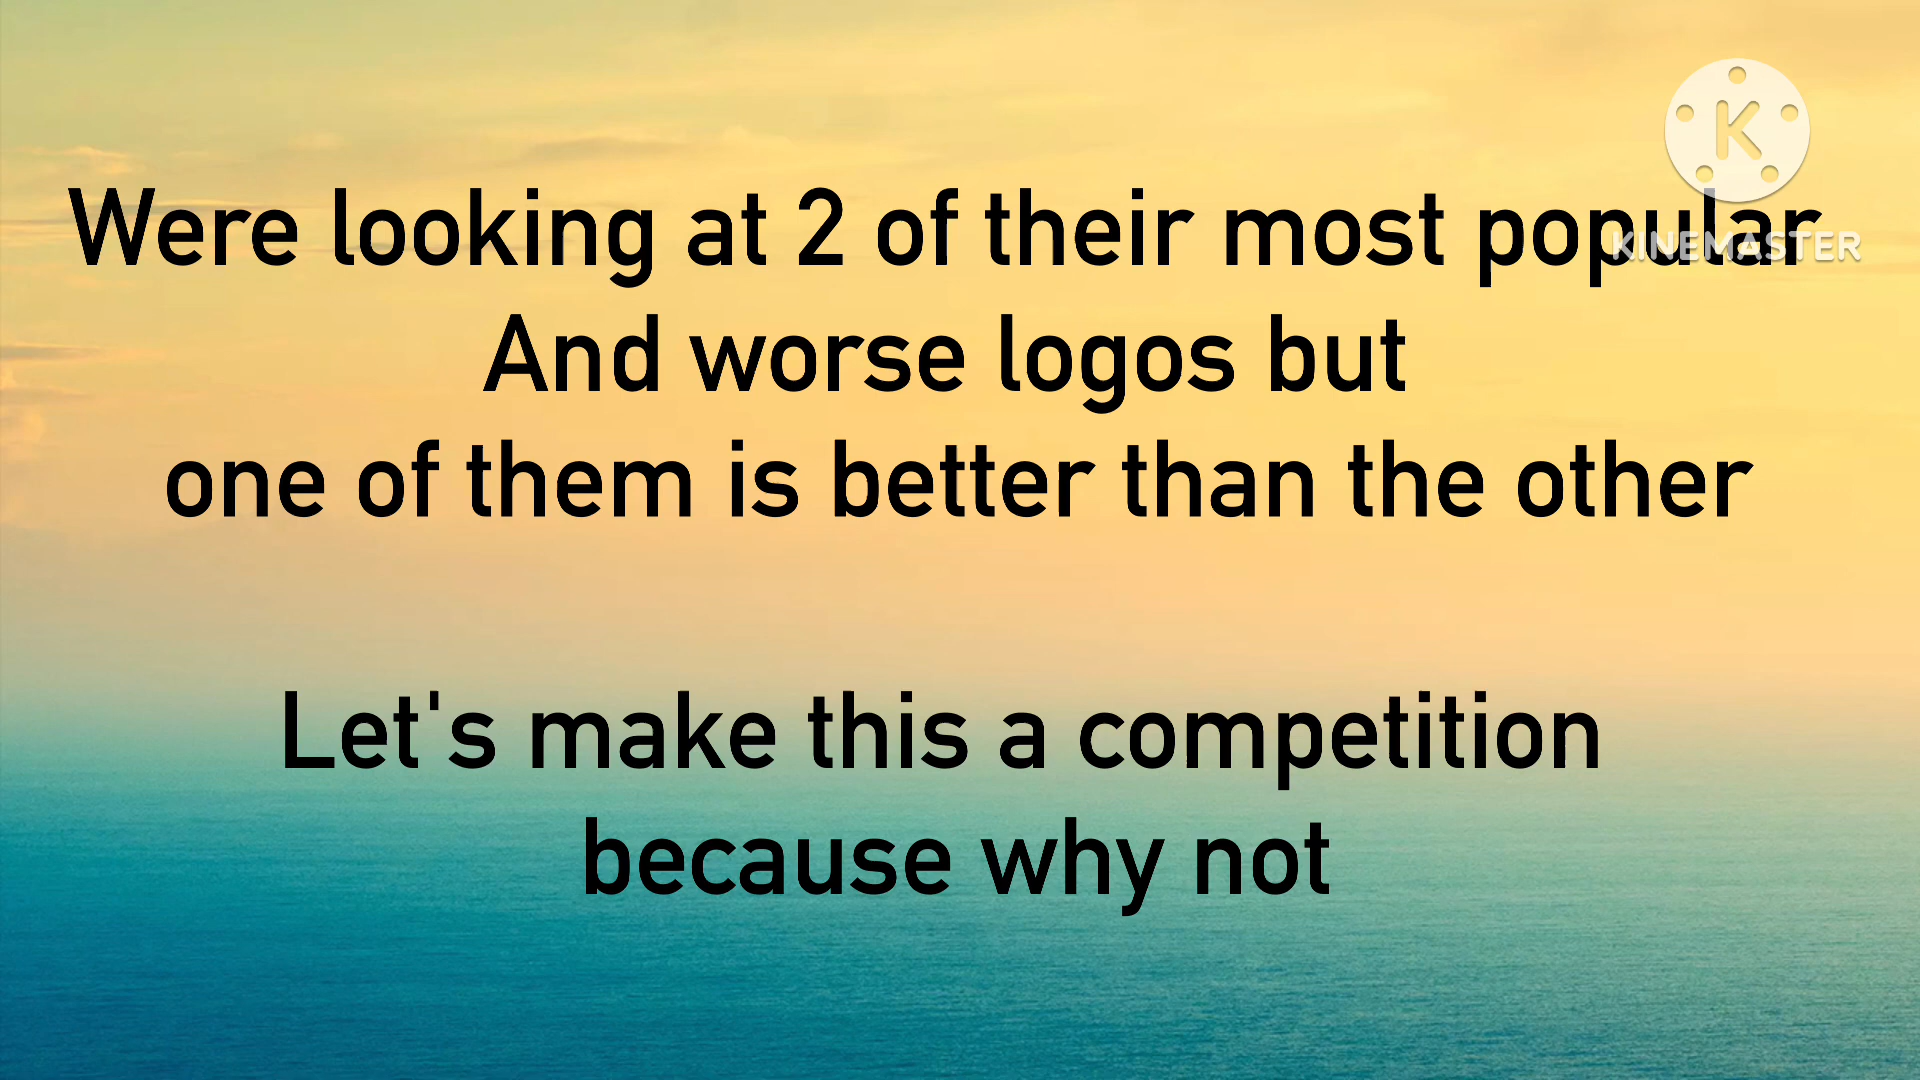 K
KINEMASTER
Were looking at 2 of their most popular
And worse logos but
one of them is better than the other
Let's make this a competition
because why not